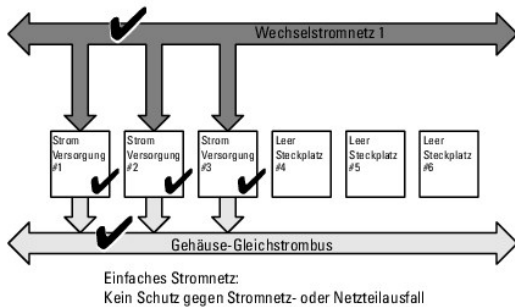 Wechselstromnetz 1
Strom
Versorgung
#1
Strom
Versorgung
#2
Strom
Versorgung
#3
Leer
Steckplatz
#4
Leer
Steckplatz
#5
Leer
Steckplatz
#6
Gehäuse-Gleichstrombus
Einfaches Stromnetz:
Kein Schutz gegen Stromnetz- oder Netzteilausfall